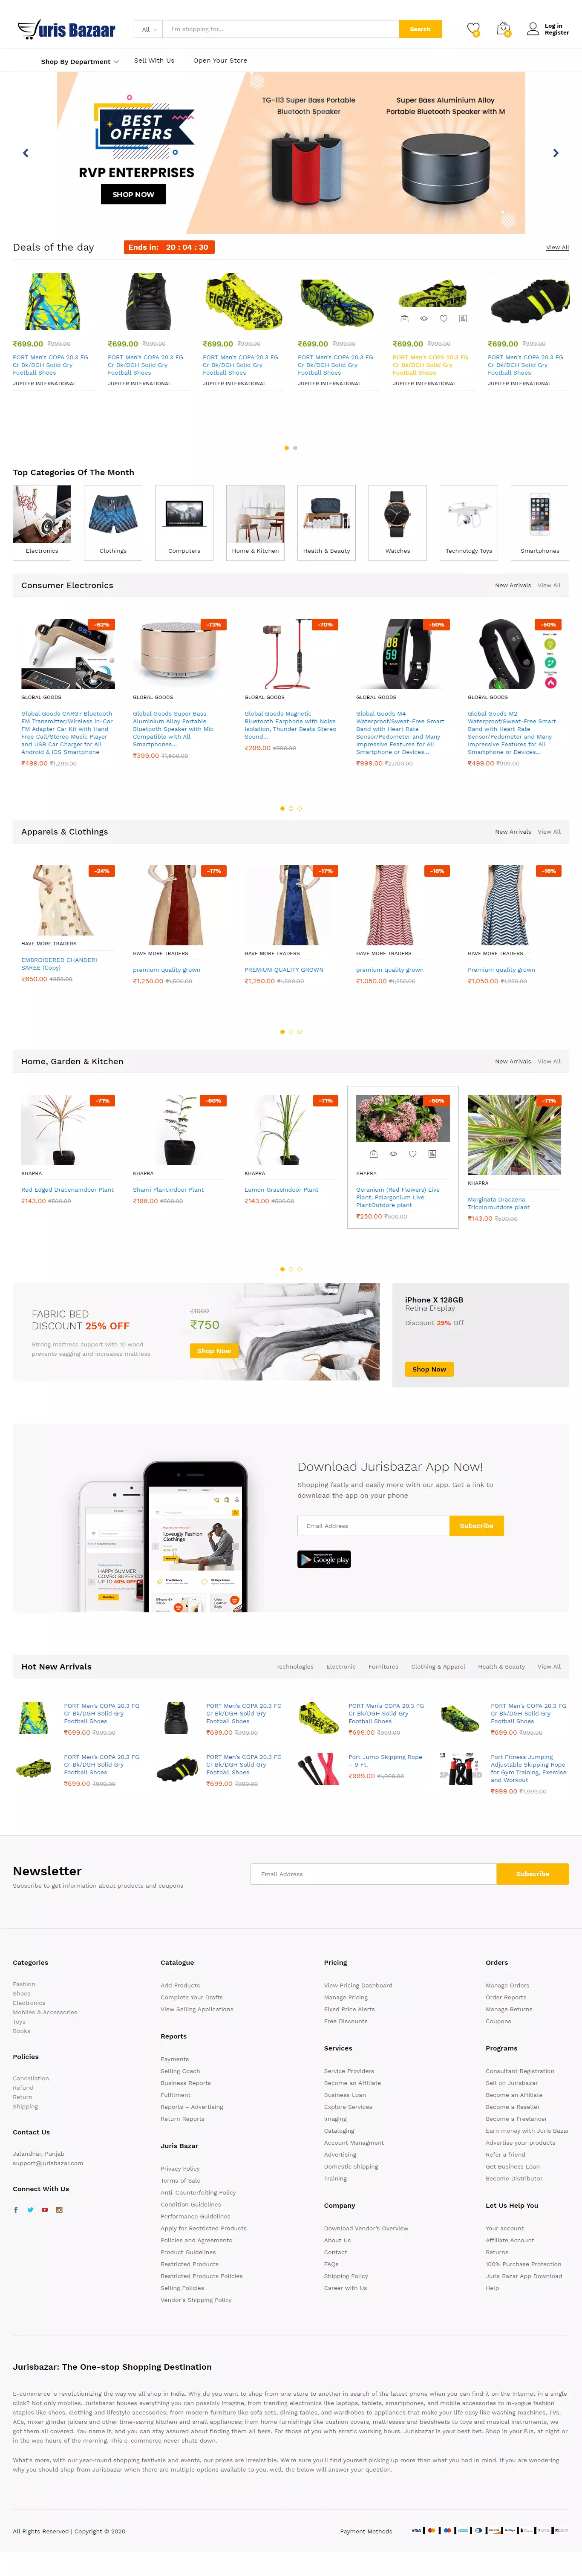 Juris Bazaar
All
I'm shopping for...
Search
0
0
Log in
Register
Shop By Department
Sell With Us
Open Your Store
BEST
OFFERS
RVP ENTERPRISES
SHOP NOW
TG-113 Super Bass Portable
Bluetooth Speaker
Super Bass Aluminium Alloy
Portable Bluetooth Speaker with M
Deals of the day
Ends in: 20 : 04 : 30
View All
₹699.00 ₹999.00
PORT Men's COPA 20.3 FG
Cr Bk/DGH Solid Gry
Football Shoes
JUPITER INTERNATIONAL
₹699.00 ₹999.00
PORT Men's COPA 20.3 FG
Cr Bk/DGH Solid Gry
Football Shoes
JUPITER INTERNATIONAL
₹699.00 ₹999.00
PORT Men's COPA 20.3 FG
Cr Bk/DGH Solid Gry
Football Shoes
JUPITER INTERNATIONAL
₹699.00 ₹999.00
PORT Men's COPA 20.3 FG
Cr Bk/DGH Solid Gry
Football Shoes
JUPITER INTERNATIONAL
₹699.00 ₹999.00
PORT Men's COPA 20.3 FG
Cr Bk/DGH Solid Gry
Football Shoes
JUPITER INTERNATIONAL
₹699.00 ₹999.00
PORT Men's COPA 20.3 FG
Cr Bk/DGH Solid Gry
Football Shoes
JUPITER INTERNATIONAL
Top Categories Of The Month
Electronics
Clothings
Computers
Home & Kitchen
Health & Beauty
Watches
Technology Toys
Smartphones
Consumer Electronics
New Arrivals
View All
-62%
GLOBAL GOODS
Global Goods CARG7 Bluetooth
FM Transmitter/Wireless In-Car
FM Adapter Car Kit with Hand
Free Call/Stereo Music Player
and USB Car Charger for All
Android & iOS Smartphone
₹499.00 ₹1,299.00
-73%
GLOBAL GOODS
Global Goods Super Bass
Aluminium Alloy Portable
Bluetooth Speaker with Mic
Compatible with All
Smartphones...
₹399.00 ₹1,500.00
-70%
GLOBAL GOODS
Global Goods Magnetic
Bluetooth Earphone with Noise
Isolation, Thunder Beats Stereo
Sound...
₹299.00 ₹999.00
-50%
GLOBAL GOODS
Global Goods M4
Waterproof/Sweat-Free Smart
Band with Heart Rate
Sensor/Pedometer and Many
Impressive Features for All
Smartphone or Devices...
₹999.00 ₹2,000.00
-50%
GLOBAL GOODS
Global Goods M2
Waterproof/Sweat-Free Smart
Band with Heart Rate
Sensor/Pedometer and Many
Impressive Features for All
Smartphone or Devices...
₹499.00 ₹999.00
Apparels & Clothings
New Arrivals
View All
-24%
HAVE MORE TRADERS
EMBROIDERED CHANDERI
SAREE (Copy)
₹650.00 ₹850.00
-17%
HAVE MORE TRADERS
premium quality grown
₹1,250.00 ₹1,500.00
-17%
HAVE MORE TRADERS
PREMIUM QUALITY GROWN
₹1,250.00 ₹1,500.00
-16%
HAVE MORE TRADERS
premium quality grown
₹1,050.00 ₹1,250.00
-16%
HAVE MORE TRADERS
Premium quality grown
₹1,050.00 ₹1,250.00
Home, Garden & Kitchen
New Arrivals
View All
-71%
KHAPRA
Red Edged DracenaIndoor Plant
₹143.00 ₹500.00
-60%
KHAPRA
Shami PlantIndoor Plant
₹198.00 ₹500.00
-71%
KHAPRA
Lemon GrassIndoor Plant
₹143.00 ₹500.00
-50%
KHAPRA
Geranium (Red Flowers) Live
Plant, Pelargonium Live
PlantOutdore plant
₹250.00 ₹500.00
-71%
KHAPRA
Marginata Dracaena
Tricoloroutdore plant
₹143.00 ₹500.00
FABRIC BED
DISCOUNT 25% OFF
Strong mattress support with 10 wood
prevents sagging and increases mattress
₹1000
₹750
Shop Now
iPhone X 128GB
Retina Display
Discount 25% Off
Shop Now
Download Jurisbazar App Now!
Shopping fastly and easily more with our app. Get a link to
download the app on your phone
Email Address
Subscribe
Google play
Hot New Arrivals
Technologies
Electronic
Furnitures
Clothing & Apparel
Health & Beauty
View All
PORT Men's COPA 20.3 FG
Cr Bk/DGH Solid Gry
Football Shoes
₹699.00 ₹999.00
PORT Men's COPA 20.3 FG
Cr Bk/DGH Solid Gry
Football Shoes
₹699.00 ₹999.00
PORT Men's COPA 20.3 FG
Cr Bk/DGH Solid Gry
Football Shoes
₹699.00 ₹999.00
PORT Men's COPA 20.3 FG
Cr Bk/DGH Solid Gry
Football Shoes
₹699.00 ₹999.00
PORT Men's COPA 20.3 FG
Cr Bk/DGH Solid Gry
Football Shoes
₹699.00 ₹999.00
PORT Men's COPA 20.3 FG
Cr Bk/DGH Solid Gry
Football Shoes
₹699.00 ₹999.00
Port Jump Skipping Rope
– 9 Ft.
₹999.00 ₹1,999.00
Port Fitness Jumping
Adjustable Skipping Rope
for Gym Training, Exercise
and Workout
₹999.00 ₹1,999.00
Newsletter
Subscribe to get information about products and coupons
Email Address
Subscribe
Categories
Fashion
Shoes
Electronics
Mobiles & Accessories
Toys
Books
Policies
Cancellation
Refund
Return
Shipping
Contact Us
Jalandhar, Punjab
support@jurisbazar.com
Connect With Us
Catalogue
Add Products
Complete Your Drafts
View Selling Applications
Reports
Payments
Selling Coach
Business Reports
Fulfilment
Reports – Advertising
Return Reports
Juris Bazar
Privacy Policy
Terms of Sale
Anti-Counterfeiting Policy
Condition Guidelines
Performance Guidelines
Apply for Restricted Products
Policies and Agreements
Product Guidelines
Restricted Products
Restricted Products Policies
Selling Policies
Vendor's Shipping Policy
Pricing
View Pricing Dashboard
Manage Pricing
Fixed Price Alerts
Free Discounts
Services
Service Providers
Become an Affiliate
Business Loan
Explore Services
Imaging
Cataloging
Account Managment
Advertising
Domestic shipping
Training
Company
Download Vendor's Overview
About Us
Contact
FAQs
Shipping Policy
Career with Us
Orders
Manage Orders
Order Reports
Manage Returns
Coupons
Programs
Consultant Registration
Sell on Jurisbazar
Become an Affiliate
Become a Reseller
Become a Freelancer
Earn money with Juris Bazar
Advertise your products
Refer a friend
Get Business Loan
Become Distributor
Let Us Help You
Your account
Affiliate Account
Returns
100% Purchase Protection
Juris Bazar App Download
Help
Jurisbazar: The One-stop Shopping Destination
E-commerce is revolutionizing the way we all shop in India. Why do you want to shop from one store to another in search of the latest phone when you can find it on the Internet in a single
click? Not only mobiles. Jurisbazar houses everything you can possibly imagine, from trending electronics like laptops, tablets, smartphones, and mobile accessories to in-vogue fashion
staples like shoes, clothing and lifestyle accessories; from modern furniture like sofa sets, dining tables, and wardrobes to appliances that make your life easy like washing machines, TVs,
ACs, mixer grinder juicers and other time-saving kitchen and small appliances; from home furnishings like cushion covers, mattresses and bedsheets to toys and musical instruments, we
got them all covered. You name it, and you can stay assured about finding them all here. For those of you with erratic working hours, Jurisbazar is your best bet. Shop in your PJs, at night or
in the wee hours of the morning. This e-commerce never shuts down.
What's more, with our year-round shopping festivals and events, our prices are irresistible. We're sure you'll find yourself picking up more than what you had in mind. If you are wondering
why you should shop from Jurisbazar when there are multiple options available to you, well, the below will answer your question.
All Rights Reserved | Copyright © 2020
Payment Methods
VISA